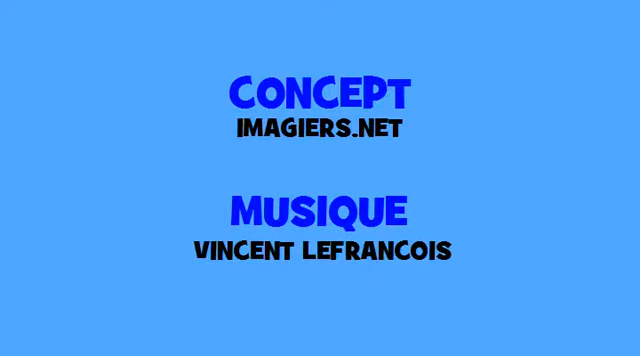 CONCEPT
IMAGIERS.NET
MUSIQUE
VINCENT LEFRANCOIS